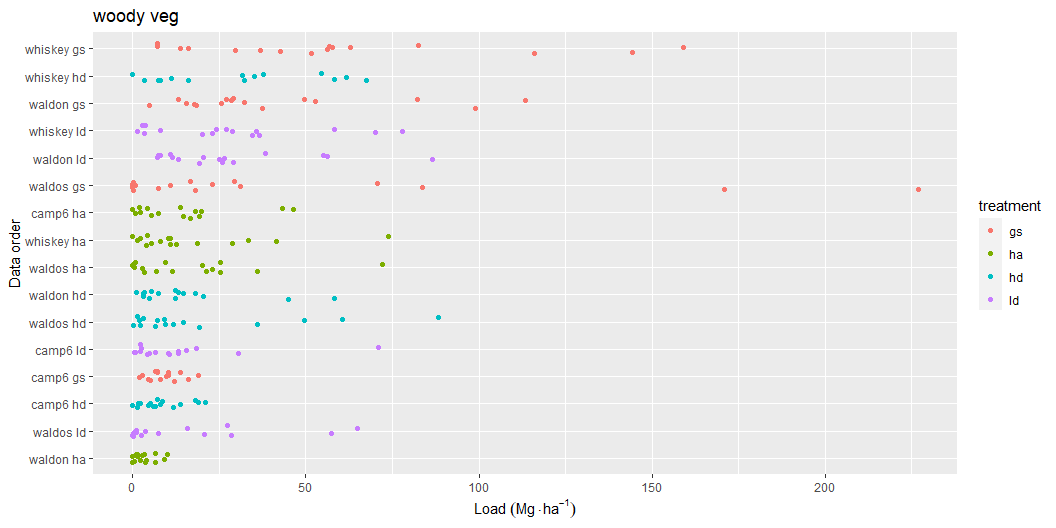 woody veg
Data order
whiskey gs
whiskey hd
waldon gs
whiskey ld
waldon ld
waldos gs
camp6 ha
whiskey ha
waldos ha
waldon hd
waldos hd
camp6 ld
camp6 gs
camp6 hd
waldos ld
waldon ha
0 50 100 150 200
Load (Mg·ha⁻¹)
treatment
gs
ha
hd
ld